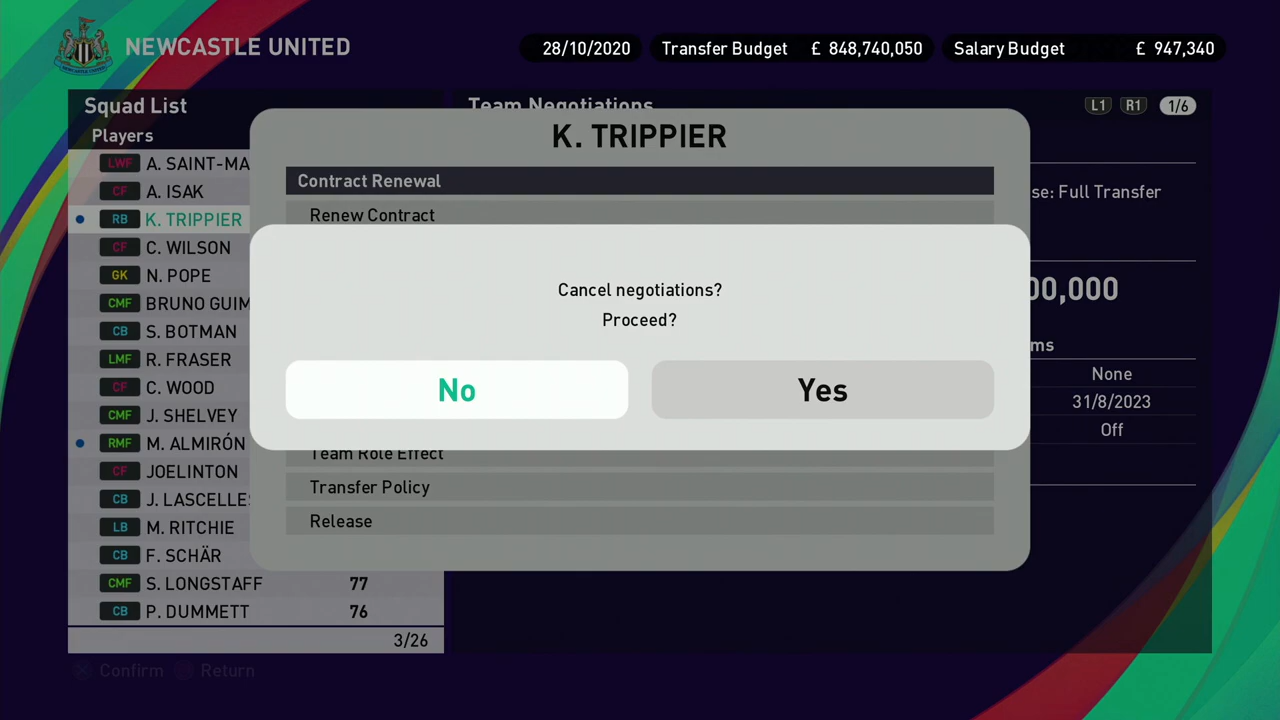 NEWCASTLE UNITED
28/10/2020
Transfer Budget £ 848,740,050
Salary Budget £ 947,340
Squad List
Players
LWF A. SAINT-MA
CF A. ISAK
RB K. TRIPPIER
CF C. WILSON
GK N. POPE
CMF BRUNO GUIM
CB S. BOTMAN
LMF R. FRASER
CF C. WOOD
CMF J. SHELVEY
RMF M. ALMIRÓN
CF JOELINTON
CB J. LASCELLE
LB M. RITCHIE
CB F. SCHÄR
CMF S. LONGSTAFF 77
CB P. DUMMETT 76
3/26
Team Negotiations
L1 R1 1/6
K. TRIPPIER
Contract Renewal
Renew Contract
Cancel negotiations?
Proceed?
No Yes
Team Role Effect
Transfer Policy
Release
se: Full Transfer
00,000
ms
None
31/8/2023
Off
Confirm Return